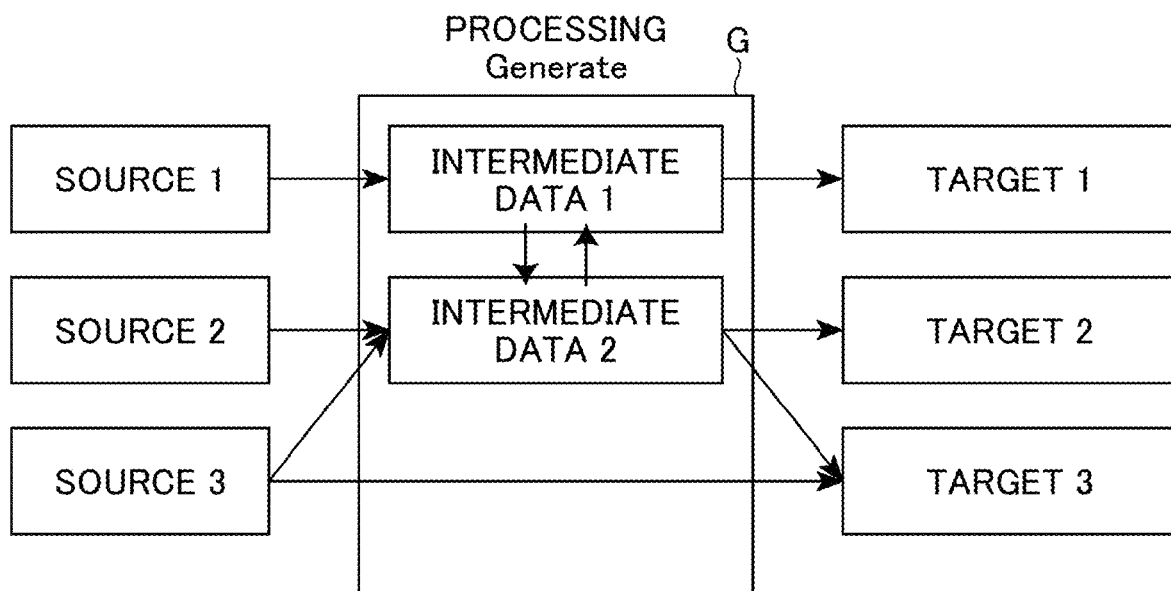 PROCESSING
Generate
G
SOURCE 1
INTERMEDIATE
DATA 1
TARGET 1
SOURCE 2
INTERMEDIATE
DATA 2
TARGET 2
SOURCE 3
TARGET 3